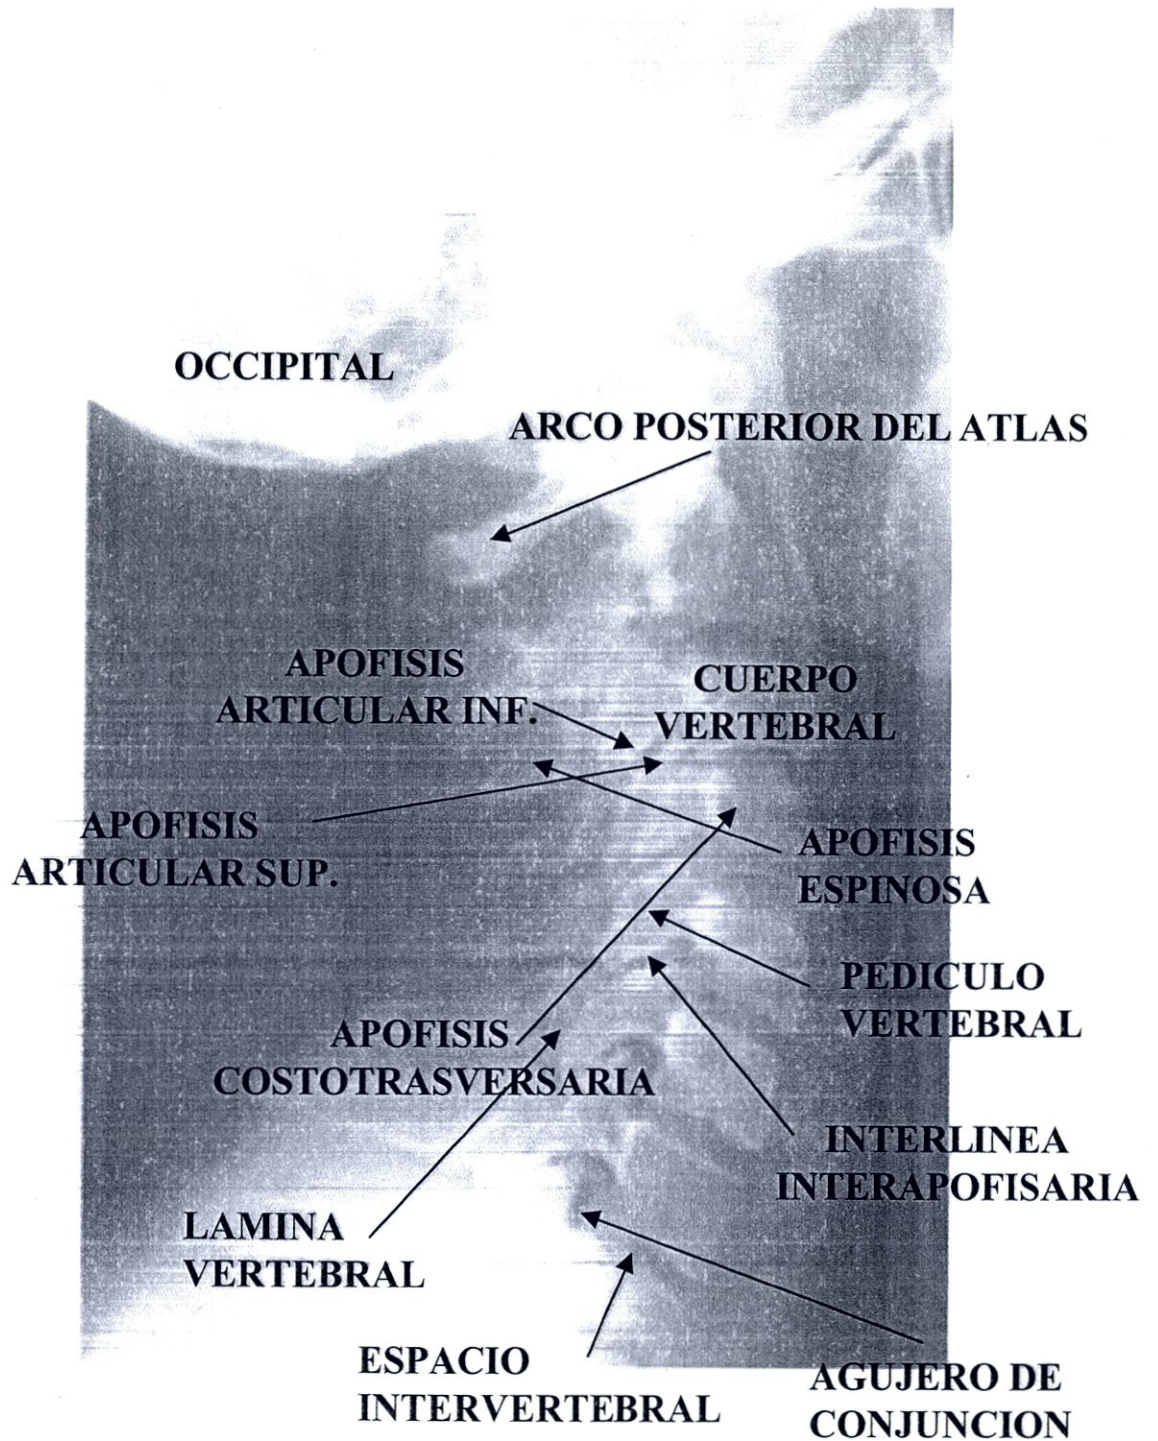 OCCIPITAL
ARCO POSTERIOR DEL ATLAS
APOFISIS
ARTICULAR INF.
CUERPO
VERTEBRAL
APOFISIS
ARTICULAR SUP.
APOFISIS
ESPINOSA
PEDICULO
VERTEBRAL
APOFISIS
COSTOTRASVERSARIA
INTERLINEA
INTERAPOFISARIA
LAMINA
VERTEBRAL
ESPACIO
INTERVERTEBRAL
AGUJERO DE
CONJUNCION